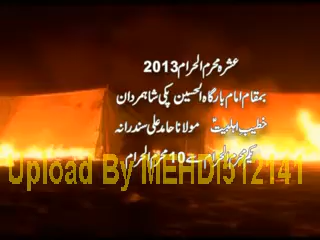 عشرہ محرم الحرام 2013
بمقام امام بارگاہ الحسین پکی شاہمردان
خطیب اہلبیتؑ مولانا حامد علی سندرانہ
یکم محرم الحرام سے 10 محرم الحرام
Upload By MEHDI312141